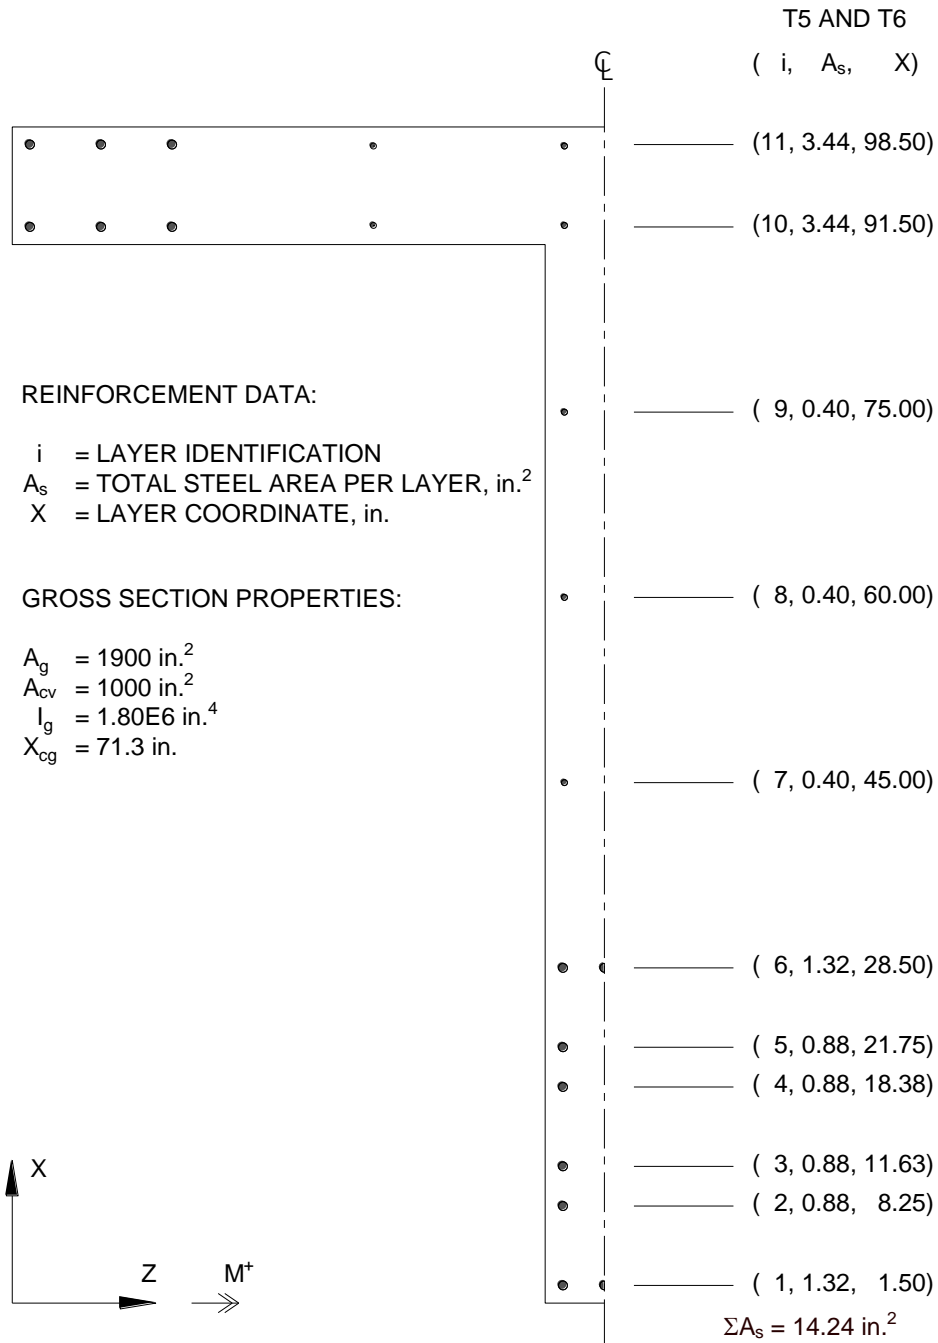 T5 AND T6
( i, Aₛ, X)
℄
(11, 3.44, 98.50)
(10, 3.44, 91.50)
REINFORCEMENT DATA:
i = LAYER IDENTIFICATION
Aₛ = TOTAL STEEL AREA PER LAYER, in.²
X = LAYER COORDINATE, in.
( 9, 0.40, 75.00)
( 8, 0.40, 60.00)
GROSS SECTION PROPERTIES:
A_g = 1900 in.²
A_cv = 1000 in.²
I_g = 1.80E6 in.⁴
X_cg = 71.3 in.
( 7, 0.40, 45.00)
( 6, 1.32, 28.50)
( 5, 0.88, 21.75)
( 4, 0.88, 18.38)
( 3, 0.88, 11.63)
( 2, 0.88, 8.25)
( 1, 1.32, 1.50)
X
Z
M⁺
ΣAₛ = 14.24 in.²